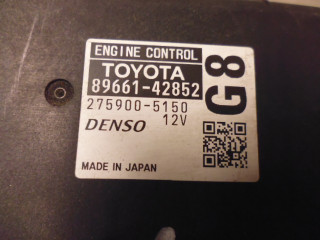 ENGINE CONTROL
TOYOTA
89661-42852
275900-5150
DENSO 12V
G8
MADE IN JAPAN